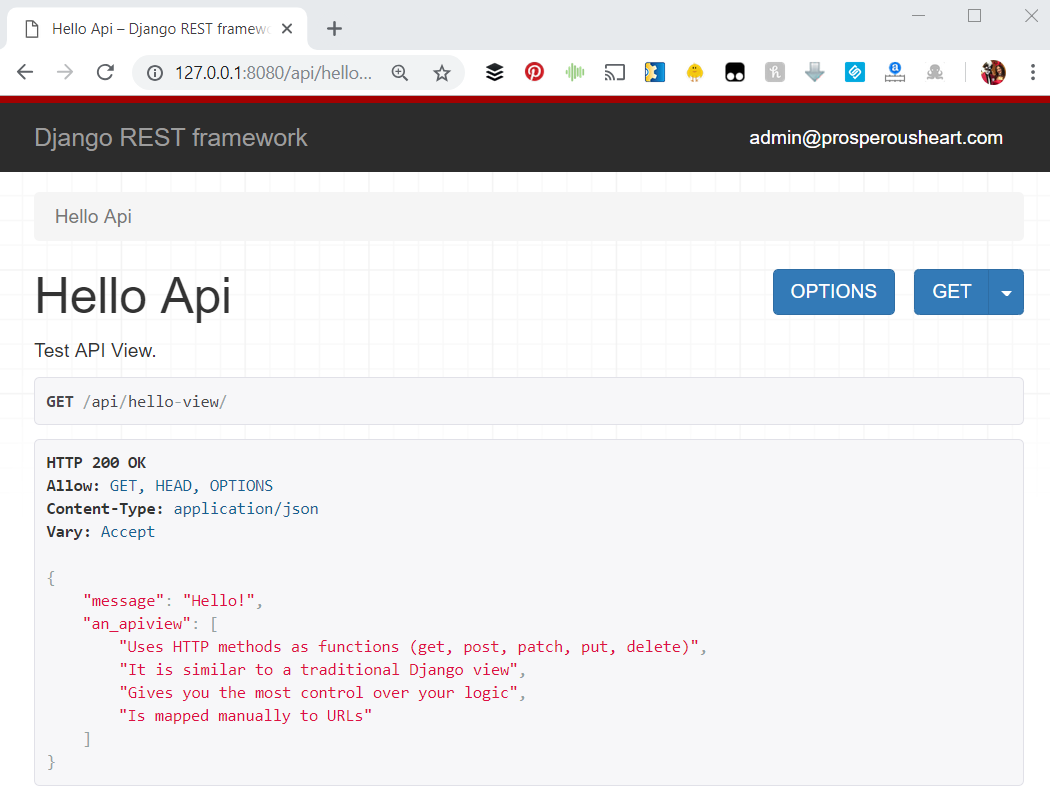 Hello Api – Django REST framew
127.0.0.1:8080/api/hello...
Django REST framework
admin@prosperousheart.com
Hello Api
Hello Api
OPTIONS
GET
Test API View.
GET /api/hello-view/
HTTP 200 OK
Allow: GET, HEAD, OPTIONS
Content-Type: application/json
Vary: Accept
{
    "message": "Hello!",
    "an_apiview": [
        "Uses HTTP methods as functions (get, post, patch, put, delete)",
        "It is similar to a traditional Django view",
        "Gives you the most control over your logic",
        "Is mapped manually to URLs"
    ]
}